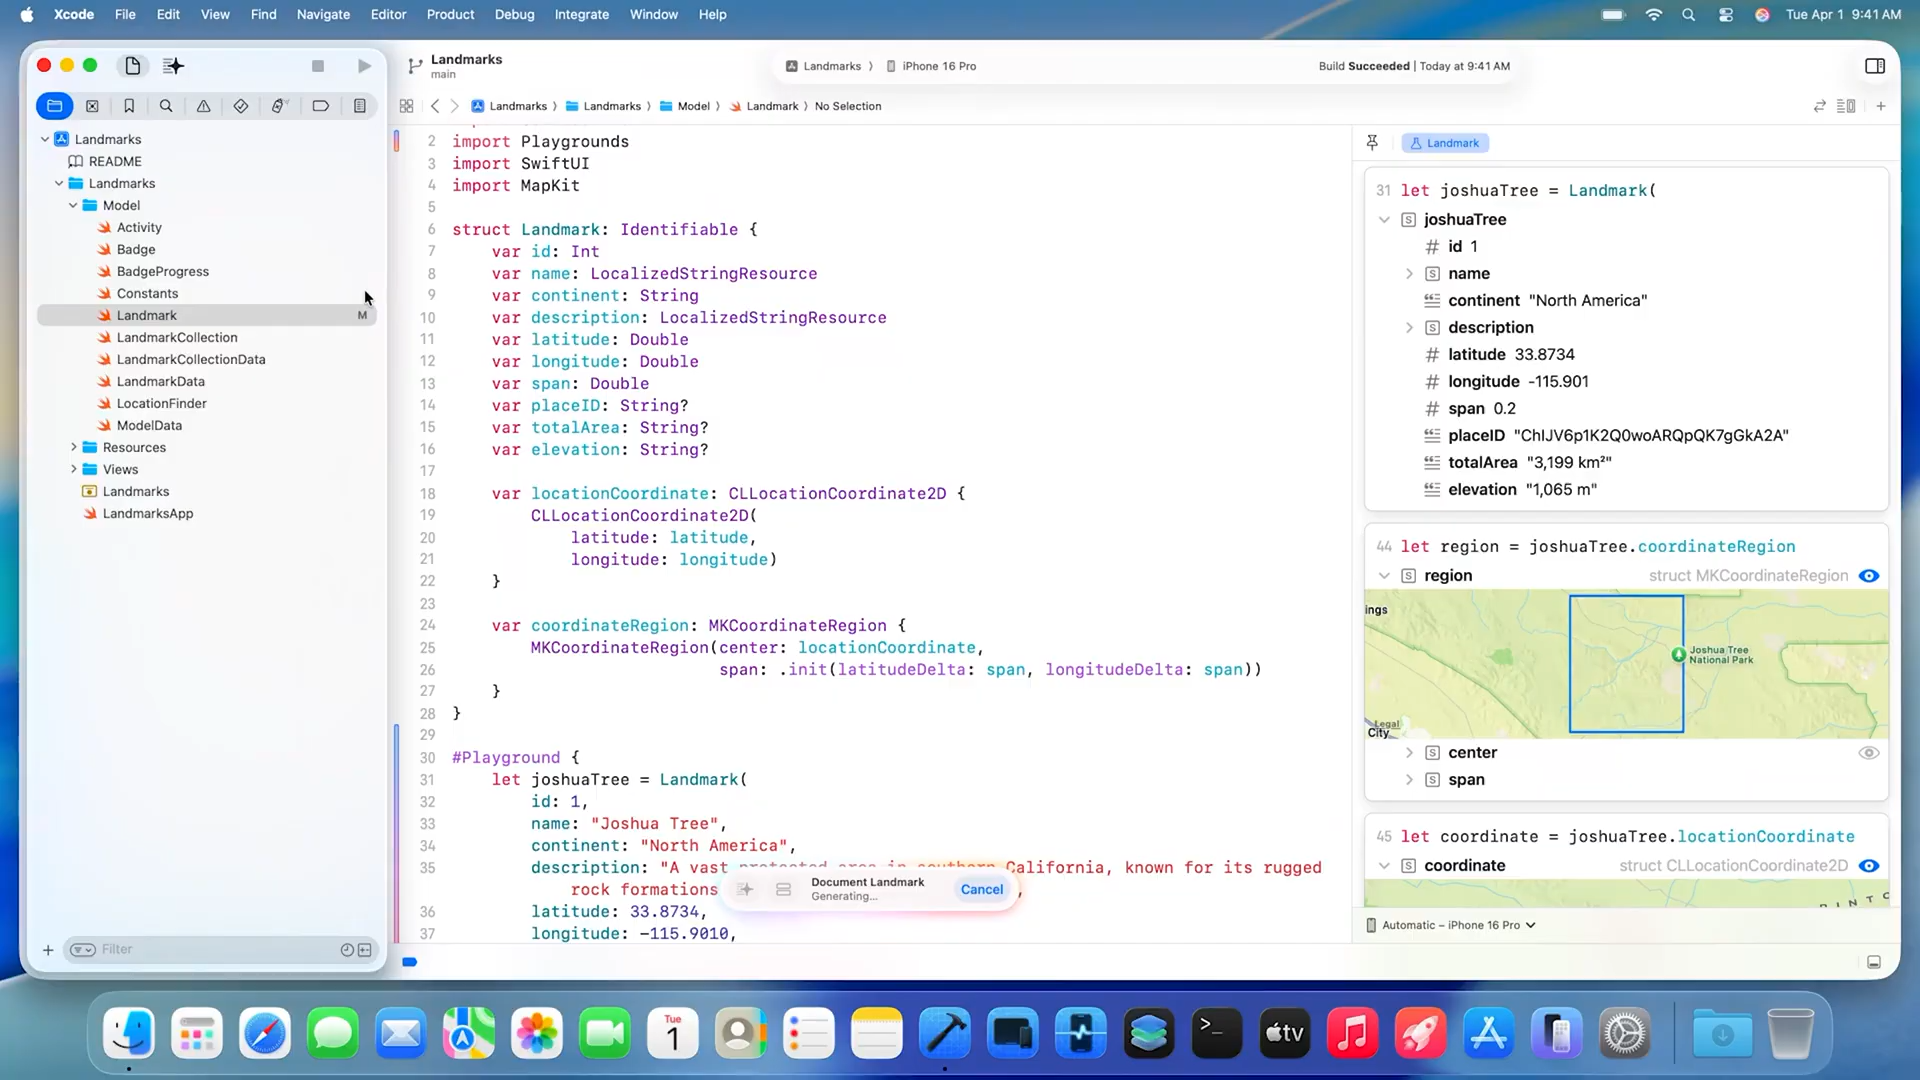 Xcode File Edit View Find Navigate Editor Product Debug Integrate Window Help
Tue Apr 1 9:41 AM
Landmarks
main
Landmarks
iPhone 16 Pro
Build Succeeded | Today at 9:41 AM
Landmarks
Landmarks
Model
Landmark
No Selection
Landmarks
README
Landmarks
Model
Activity
Badge
BadgeProgress
Constants
Landmark M
LandmarkCollection
LandmarkCollectionData
LandmarkData
LocationFinder
ModelData
Resources
Views
Landmarks
LandmarksApp
Filter
2 import Playgrounds
3 import SwiftUI
4 import MapKit
5
6 struct Landmark: Identifiable {
7 var id: Int
8 var name: LocalizedStringResource
9 var continent: String
10 var description: LocalizedStringResource
11 var latitude: Double
12 var longitude: Double
13 var span: Double
14 var placeID: String?
15 var totalArea: String?
16 var elevation: String?
17
18 var locationCoordinate: CLLocationCoordinate2D {
19 CLLocationCoordinate2D(
20 latitude: latitude,
21 longitude: longitude)
22 }
23
24 var coordinateRegion: MKCoordinateRegion {
25 MKCoordinateRegion(center: locationCoordinate,
26 span: .init(latitudeDelta: span, longitudeDelta: span))
27 }
28 }
29
30 #Playground {
31 let joshuaTree = Landmark(
32 id: 1,
33 name: "Joshua Tree",
34 continent: "North America",
35 description: "A vast protected area in southern California, known for its rugged
rock formations
36 latitude: 33.8734,
37 longitude: -115.9010,
Document Landmark
Generating...
Cancel
Landmark
31 let joshuaTree = Landmark(
joshuaTree
id 1
name
continent "North America"
description
latitude 33.8734
longitude -115.901
span 0.2
placeID "ChIJV6p1K2Q0woARQpQK7gGkA2A"
totalArea "3,199 km²"
elevation "1,065 m"
44 let region = joshuaTree.coordinateRegion
region struct MKCoordinateRegion
ings
Joshua Tree
National Park
Legal
City
center
span
45 let coordinate = joshuaTree.locationCoordinate
coordinate struct CLLocationCoordinate2D
Automatic – iPhone 16 Pro
Tue
1
tv